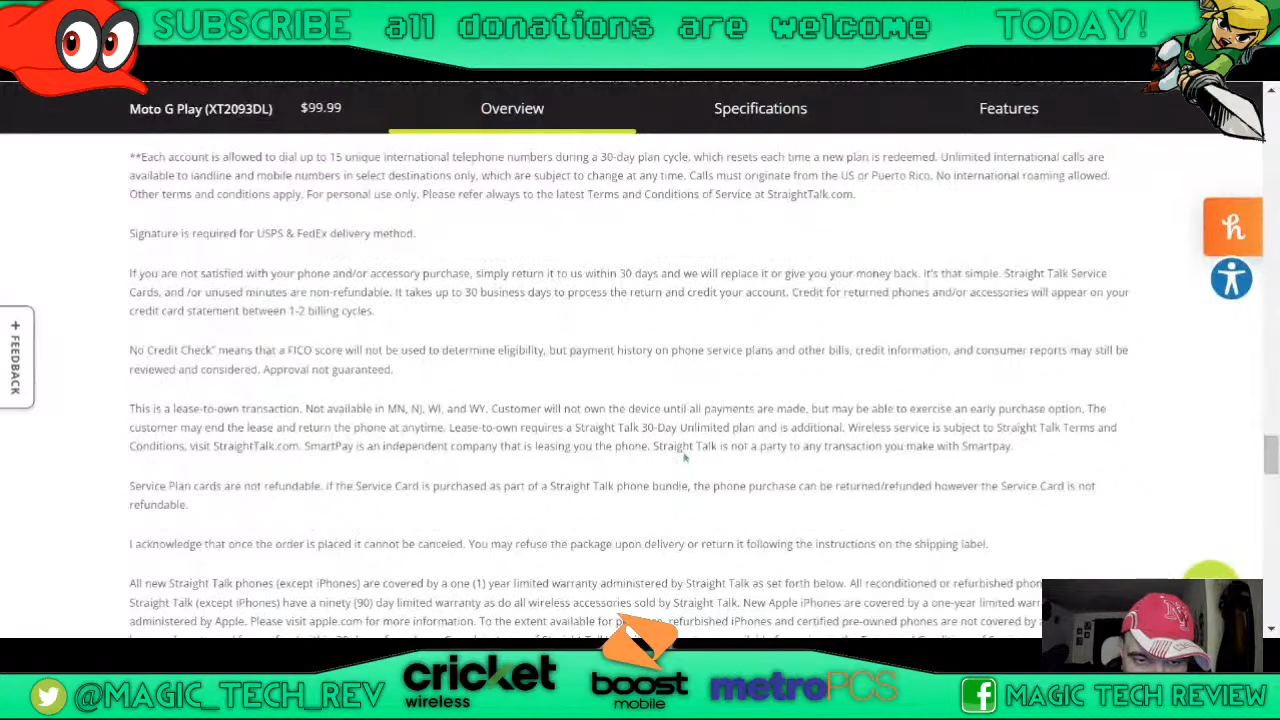 SUBSCRIBE all donations are welcome TODAY!
Moto G Play (XT2093DL) $99.99 Overview Specifications Features
**Each account is allowed to dial up to 15 unique international telephone numbers during a 30-day plan cycle, which resets each time a new plan is redeemed. Unlimited international calls are
available to landline and mobile numbers in select destinations only, which are subject to change at any time. Calls must originate from the US or Puerto Rico. No international roaming allowed.
Other terms and conditions apply. For personal use only. Please refer always to the latest Terms and Conditions of Service at StraightTalk.com.
Signature is required for USPS & FedEx delivery method.
If you are not satisfied with your phone and/or accessory purchase, simply return it to us within 30 days and we will replace it or give you your money back. It's that simple. Straight Talk Service
Cards, and /or unused minutes are non-refundable. It takes up to 30 business days to process the return and credit your account. Credit for returned phones and/or accessories will appear on your
credit card statement between 1-2 billing cycles.
No Credit Check" means that a FICO score will not be used to determine eligibility, but payment history on phone service plans and other bills, credit information, and consumer reports may still be
reviewed and considered. Approval not guaranteed.
This is a lease-to-own transaction. Not available in MN, NJ, WI, and WY. Customer will not own the device until all payments are made, but may be able to exercise an early purchase option. The
customer may end the lease and return the phone at anytime. Lease-to-own requires a Straight Talk 30-Day Unlimited plan and is additional. Wireless service is subject to Straight Talk Terms and
Conditions, visit StraightTalk.com. SmartPay is an independent company that is leasing you the phone. Straight Talk is not a party to any transaction you make with Smartpay.
Service Plan cards are not refundable. If the Service Card is purchased as part of a Straight Talk phone bundle, the phone purchase can be returned/refunded however the Service Card is not
refundable.
I acknowledge that once the order is placed it cannot be canceled. You may refuse the package upon delivery or return it following the instructions on the shipping label.
All new Straight Talk phones (except iPhones) are covered by a one (1) year limited warranty administered by Straight Talk as set forth below. All reconditioned or refurbished
Straight Talk (except iPhones) have a ninety (90) day limited warranty as do all wireless accessories sold by Straight Talk. New Apple iPhones are covered by a one-year limited
administered by Apple. Please visit apple.com for more information. To the extent available for refurbished iPhones and certified pre-owned phones are not covered by
+ FEEDBACK
h
@MAGIC_TECH_REV cricket wireless boost mobile metroPCS f MAGIC TECH REVIEW